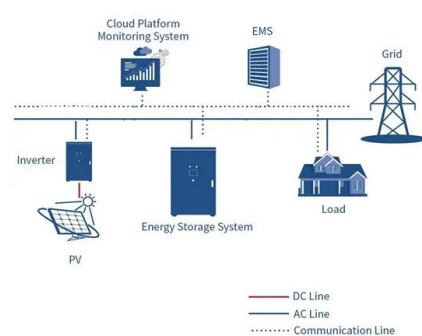 Cloud Platform
Monitoring System
EMS
Grid
Inverter
Energy Storage System
Load
PV
DC Line
AC Line
Communication Line